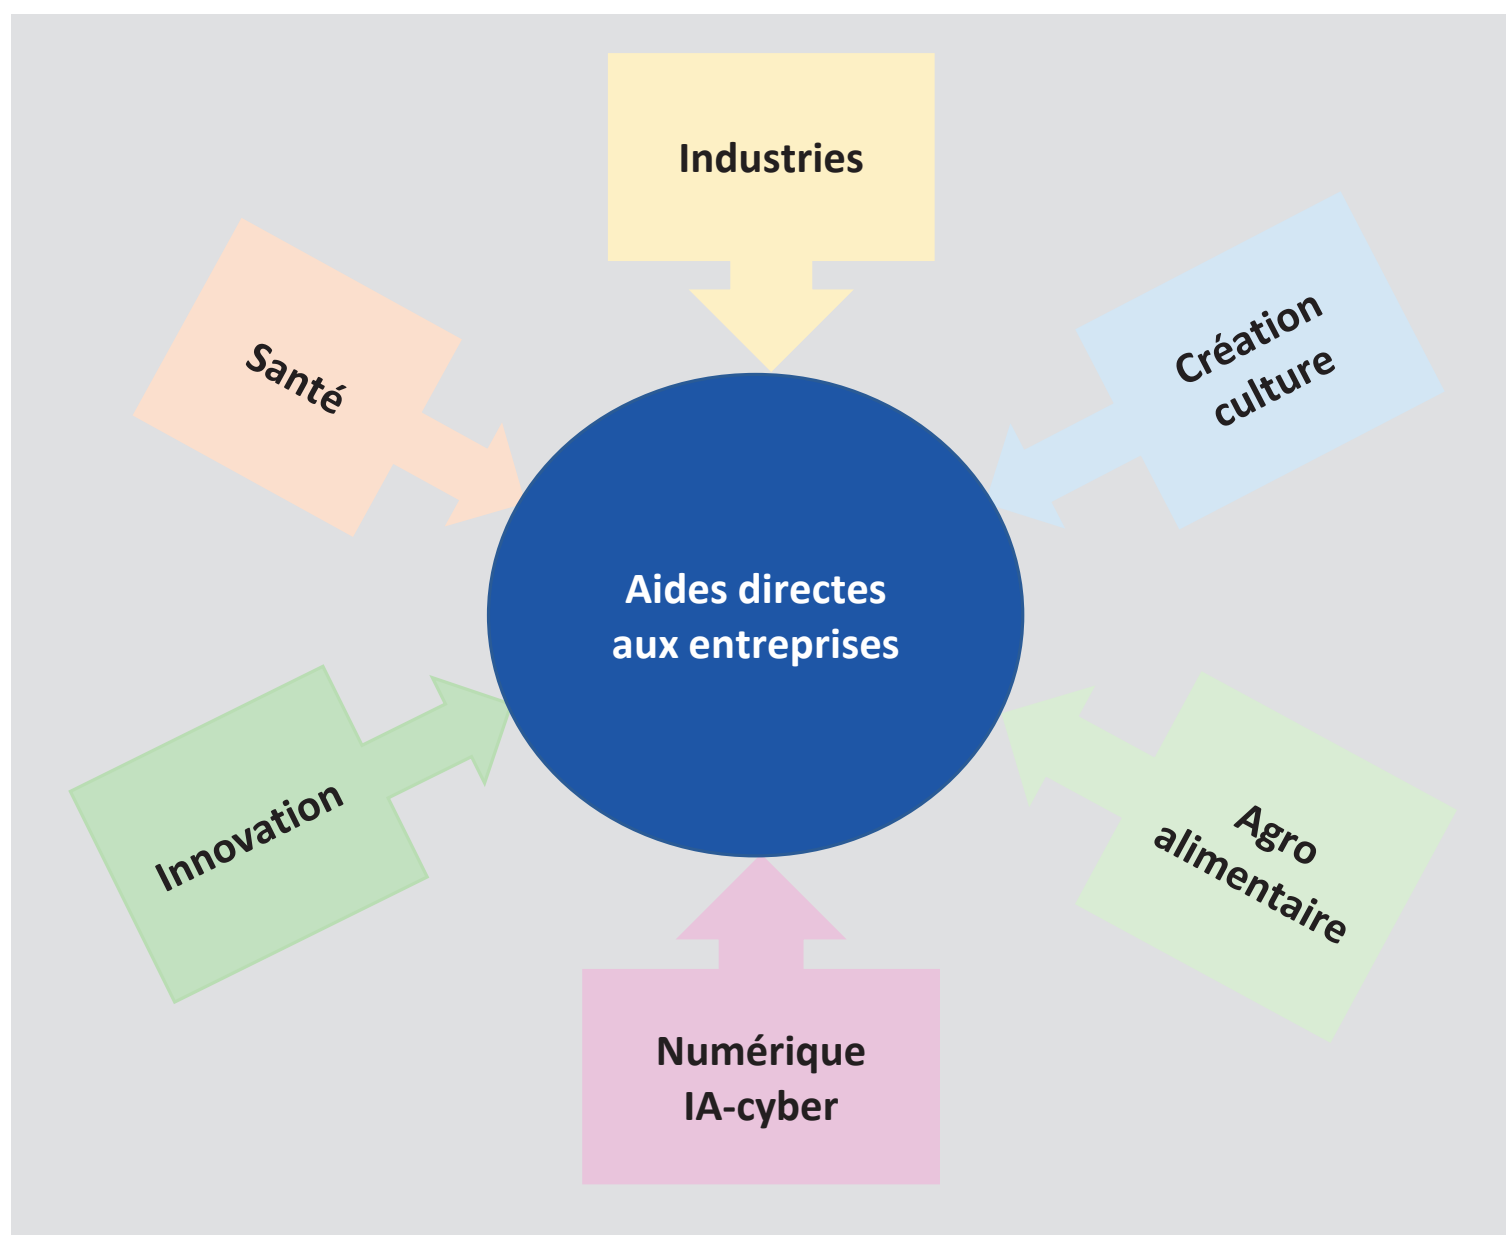 Industries
Santé
Création
culture
Aides directes
aux entreprises
Innovation
Agro
alimentaire
Numérique
IA-cyber